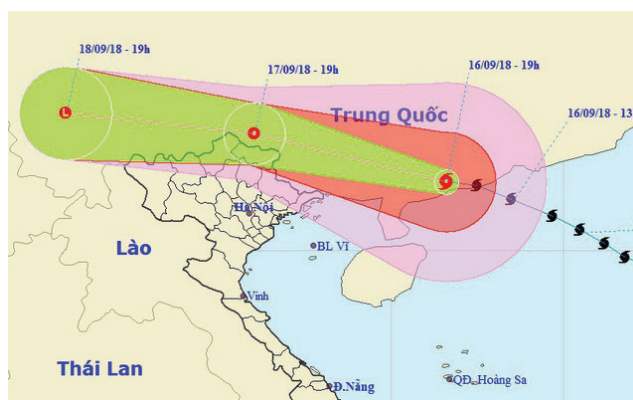 18/09/18 - 19h
17/09/18 - 19h
16/09/18 - 19h
Trung Quốc
16/09/18 - 13
L
Hà Nội
Lào
BL Vĩ
Vinh
Thái Lan
Đ.Nẵng
QĐ. Hoàng Sa